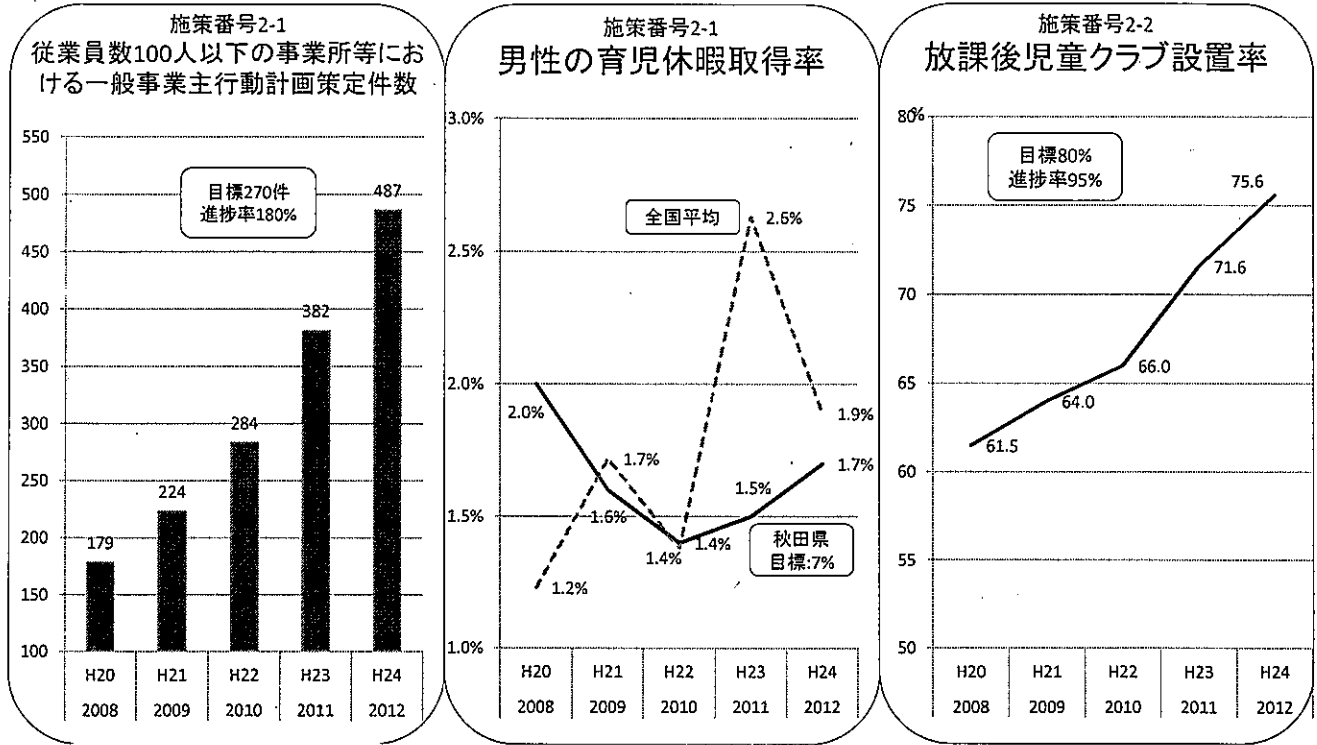 施策番号2-1
従業員数100人以下の事業所等にお
ける一般事業主行動計画策定件数
550
500
450
400
350
300
250
200
150
100
目標270件
進捗率180%
179
224
284
382
487
H20 H21 H22 H23 H24
2008 2009 2010 2011 2012
施策番号2-1
男性の育児休暇取得率
3.0%
2.5%
2.0%
1.5%
1.0%
全国平均
2.6%
2.0%
1.7%
1.6%
1.2%
1.4%
1.4%
1.5%
1.9%
1.7%
秋田県
目標:7%
H20 H21 H22 H23 H24
2008 2009 2010 2011 2012
施策番号2-2
放課後児童クラブ設置率
80%
75
70
65
60
55
50
目標80%
進捗率95%
61.5
64.0
66.0
71.6
75.6
H20 H21 H22 H23 H24
2008 2009 2010 2011 2012